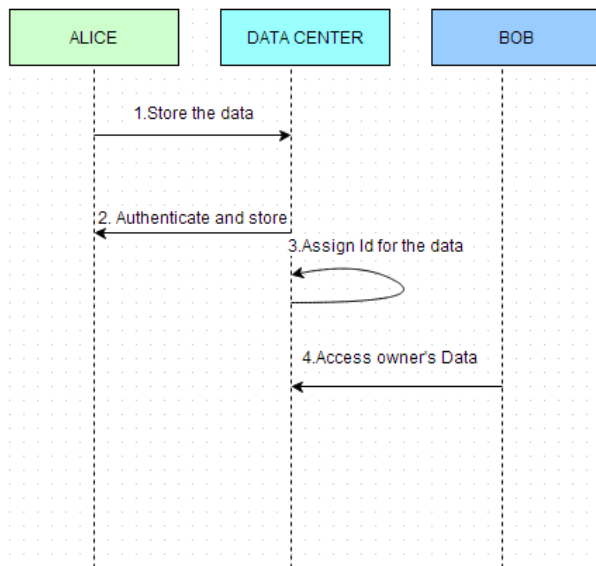 ALICE
DATA CENTER
BOB
1.Store the data
2. Authenticate and store
3.Assign Id for the data
4.Access owner's Data